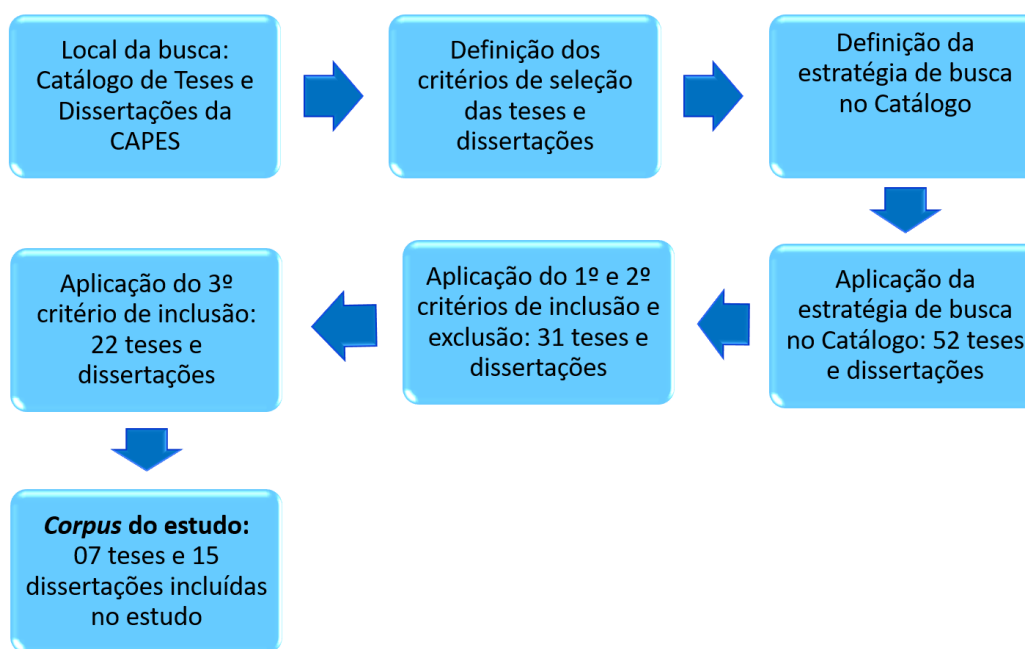 Local da busca:
Catálogo de Teses e
Dissertações da
CAPES
Definição dos
critérios de seleção
das teses e
dissertações
Definição da
estratégia de busca
no Catálogo
Aplicação da
estratégia de busca
no Catálogo: 52 teses
e dissertações
Aplicação do 1º e 2º
critérios de inclusão e
exclusão: 31 teses e
dissertações
Aplicação do 3º
critério de inclusão:
22 teses e
dissertações
Corpus do estudo:
07 teses e 15
dissertações incluídas
no estudo